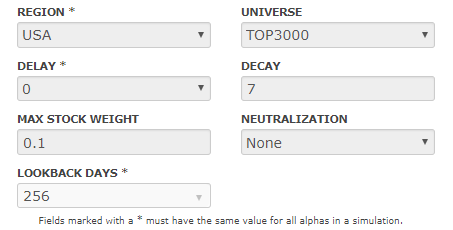 REGION * UNIVERSE
USA TOP3000
DELAY * DECAY
0 7
MAX STOCK WEIGHT NEUTRALIZATION
0.1 None
LOOKBACK DAYS *
256
Fields marked with a * must have the same value for all alphas in a simulation.